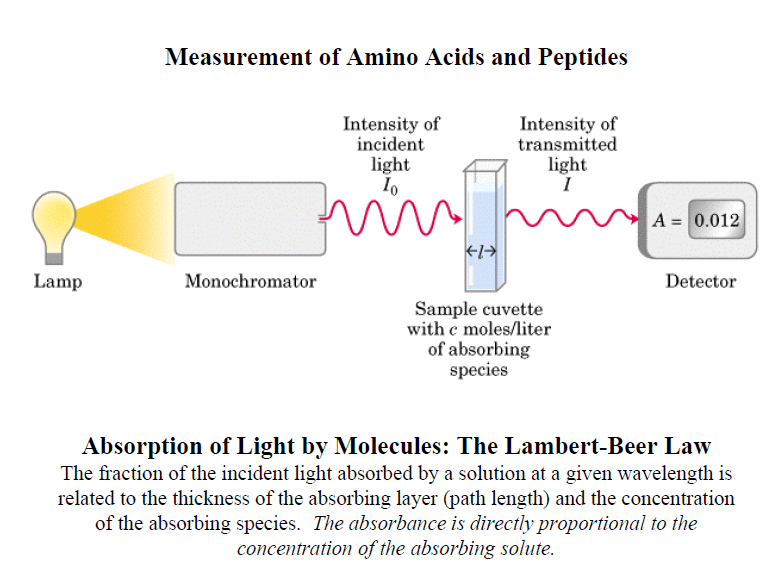 Measurement of Amino Acids and Peptides
Intensity of
incident
light
I₀
Intensity of
transmitted
light
I
A = 0.012
←l→
Lamp
Monochromator
Detector
Sample cuvette
with c moles/liter
of absorbing
species
Absorption of Light by Molecules: The Lambert-Beer Law
The fraction of the incident light absorbed by a solution at a given wavelength is
related to the thickness of the absorbing layer (path length) and the concentration
of the absorbing species. The absorbance is directly proportional to the
concentration of the absorbing solute.